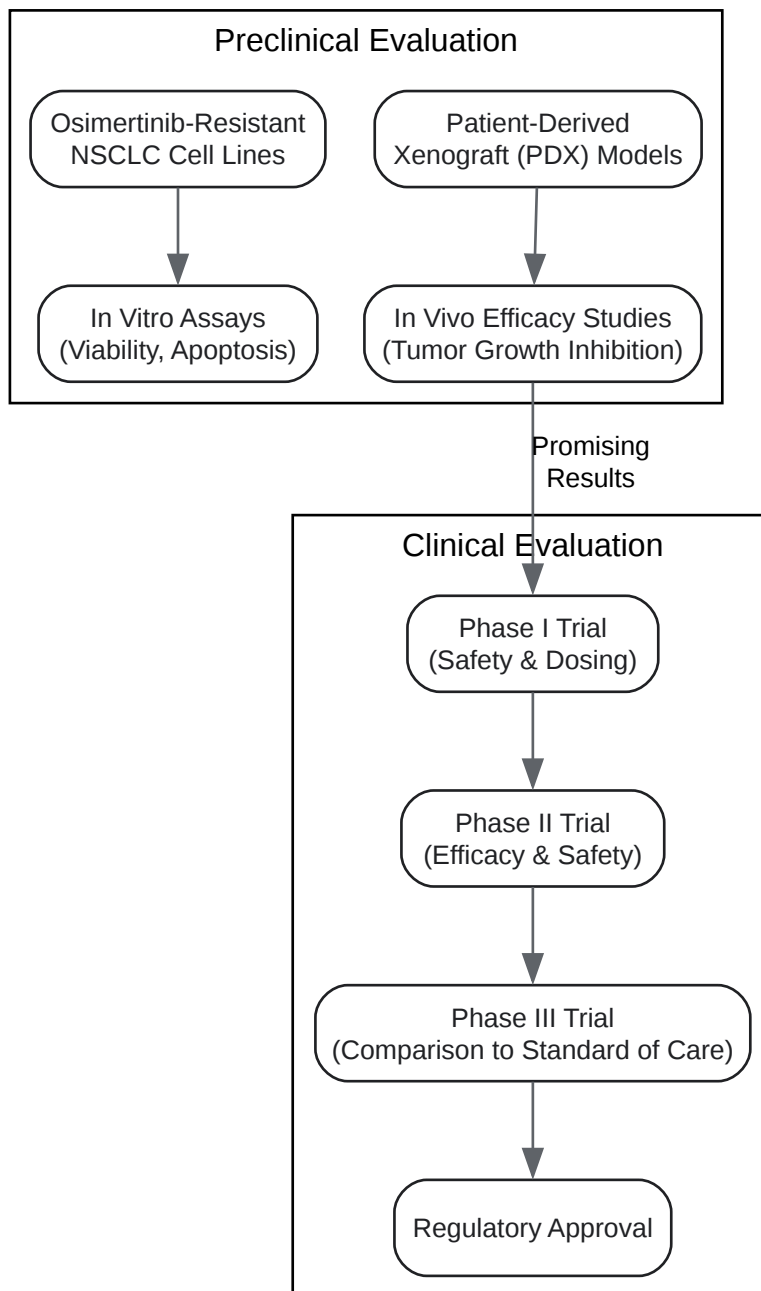 Preclinical Evaluation
Osimertinib-Resistant
NSCLC Cell Lines
Patient-Derived
Xenograft (PDX) Models
In Vitro Assays
(Viability, Apoptosis)
In Vivo Efficacy Studies
(Tumor Growth Inhibition)
Promising
Results
Clinical Evaluation
Phase I Trial
(Safety & Dosing)
Phase II Trial
(Efficacy & Safety)
Phase III Trial
(Comparison to Standard of Care)
Regulatory Approval